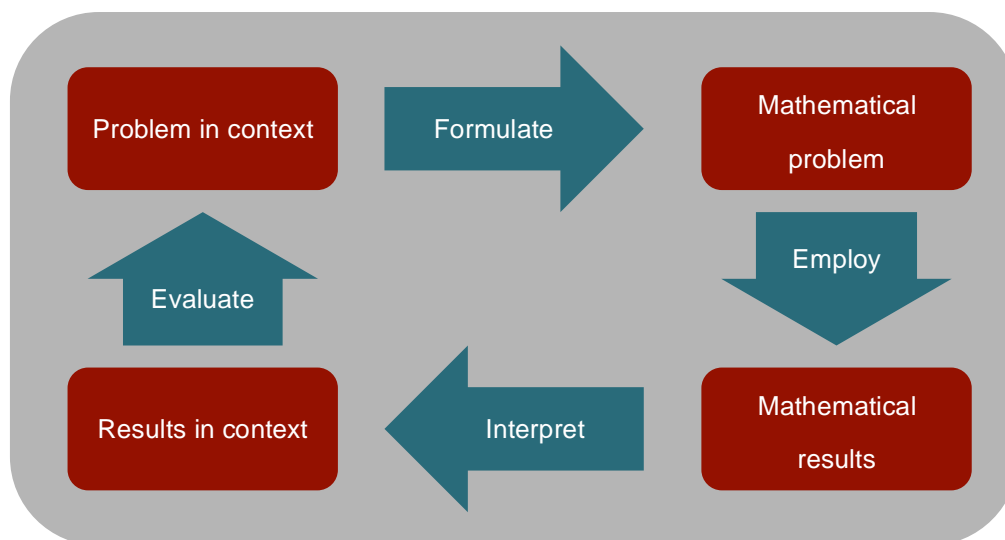 Problem in context
Formulate
Mathematical
problem
Employ
Evaluate
Results in context
Interpret
Mathematical
results